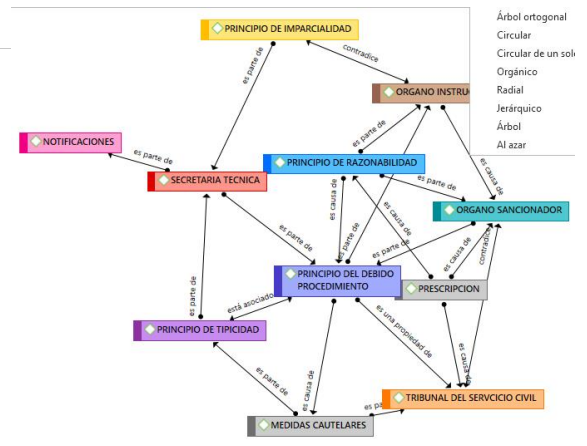 Árbol ortogonal
Circular
Circular de un solo
Orgánico
Radial
Jerárquico
Árbol
Al azar
PRINCIPIO DE IMPARCIALIDAD
es parte de
contradice
ORGANO INSTRUC
NOTIFICACIONES
es parte de
es parte de
SECRETARIA TECNICA
PRINCIPIO DE RAZONABILIDAD
es causa de
es parte de
es causa de
es causa de
ORGANO SANCIONADOR
es parte de
es parte de
es parte de
es causa de
contradice
PRINCIPIO DEL DEBIDO
PROCEDIMIENTO
PRESCRIPCION
es parte de
está asociado
PRINCIPIO DE TIPICIDAD
es una propiedad de
es causa de
es parte de
es causa de
es pa
TRIBUNAL DEL SERVCICIO CIVIL
MEDIDAS CAUTELARES